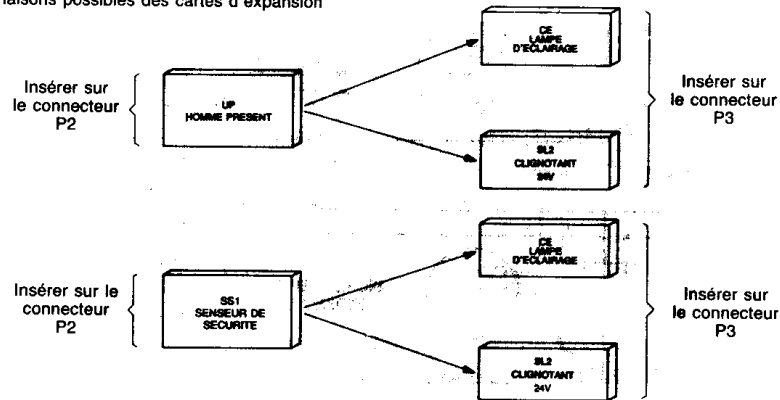 liaisons possibles des cartes d'expansion
CE
LAMPE
D'ECLAIRAGE
Insérer sur
le connecteur
P2
UP
HOMME PRESENT
Insérer sur
le connecteur
P3
SL2
CLIGNOTANT
24V
CE
LAMPE
D'ECLAIRAGE
Insérer sur le
connecteur
P2
SS1
SENSEUR DE
SECURITE
Insérer sur
le connecteur
P3
SL2
CLIGNOTANT
24V